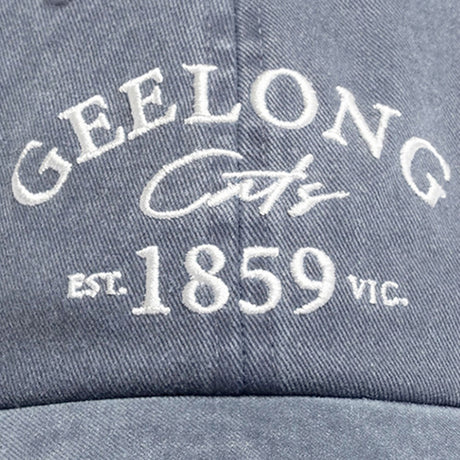 GEELONG
Cats
EST. 1859 VIC.